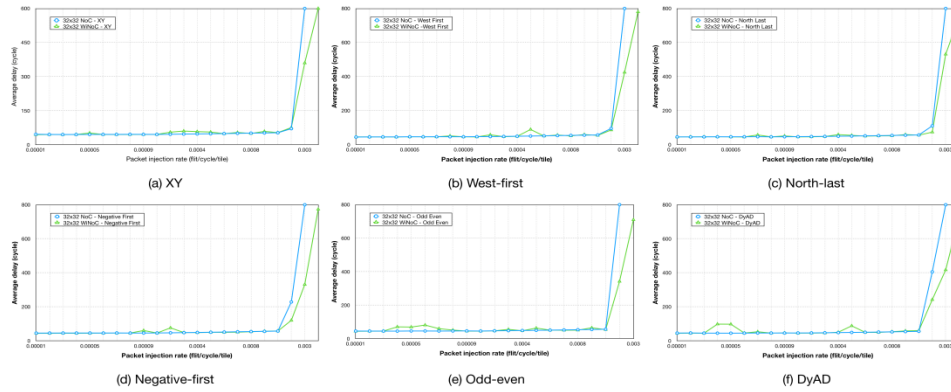 600
450
300
150
0
Average delay (cycle)
32x32 NoC - XY
32x32 WiNoC - XY
0.00001 0.00005 0.00009 0.0004 0.0008 0.003
Packet injection rate (flit/cycle/tile)
(a) XY
800
600
400
200
0
Average delay (cycle)
32x32 NoC - West First
32x32 WiNoC -West First
0.00001 0.00005 0.00009 0.0004 0.0008 0.003
Packet injection rate (flit/cycle/tile)
(b) West-first
800
600
400
200
0
Average delay (cycle)
32x32 NoC - North Last
32x32 WiNoC - North Last
0.00001 0.00005 0.00009 0.0004 0.0008 0.003
Packet injection rate (flit/cycle/tile)
(c) North-last
800
600
400
200
0
Average delay (cycle)
32x32 NoC - Negative First
32x32 WiNoC - Negative First
0.00001 0.00005 0.00009 0.0004 0.0008 0.003
Packet injection rate (flit/cycle/tile)
(d) Negative-first
800
600
400
200
0
Average delay (cycle)
32x32 NoC - Odd Even
32x32 WiNoC - Odd Even
0.00001 0.00005 0.00009 0.0004 0.0008 0.003
Packet injection rate (flit/cycle/tile)
(e) Odd-even
800
600
400
200
0
Average delay (cycle)
32x32 NoC - DyAD
32x32 WiNoC - DyAD
0.00001 0.00005 0.00009 0.0004 0.0008 0.003
Packet injection rate (flit/cycle/tile)
(f) DyAD